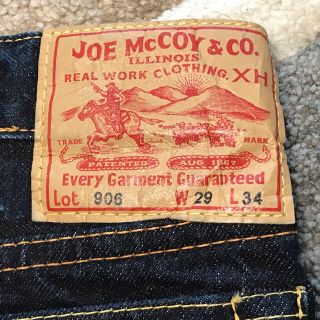 JOE McCOY & CO.
ILLINOIS
REAL WORK CLOTHING. XH
TRADE MARK
PATENTED AUG 1867
Every Garment Guaranteed
Lot 906 W 29 L 34